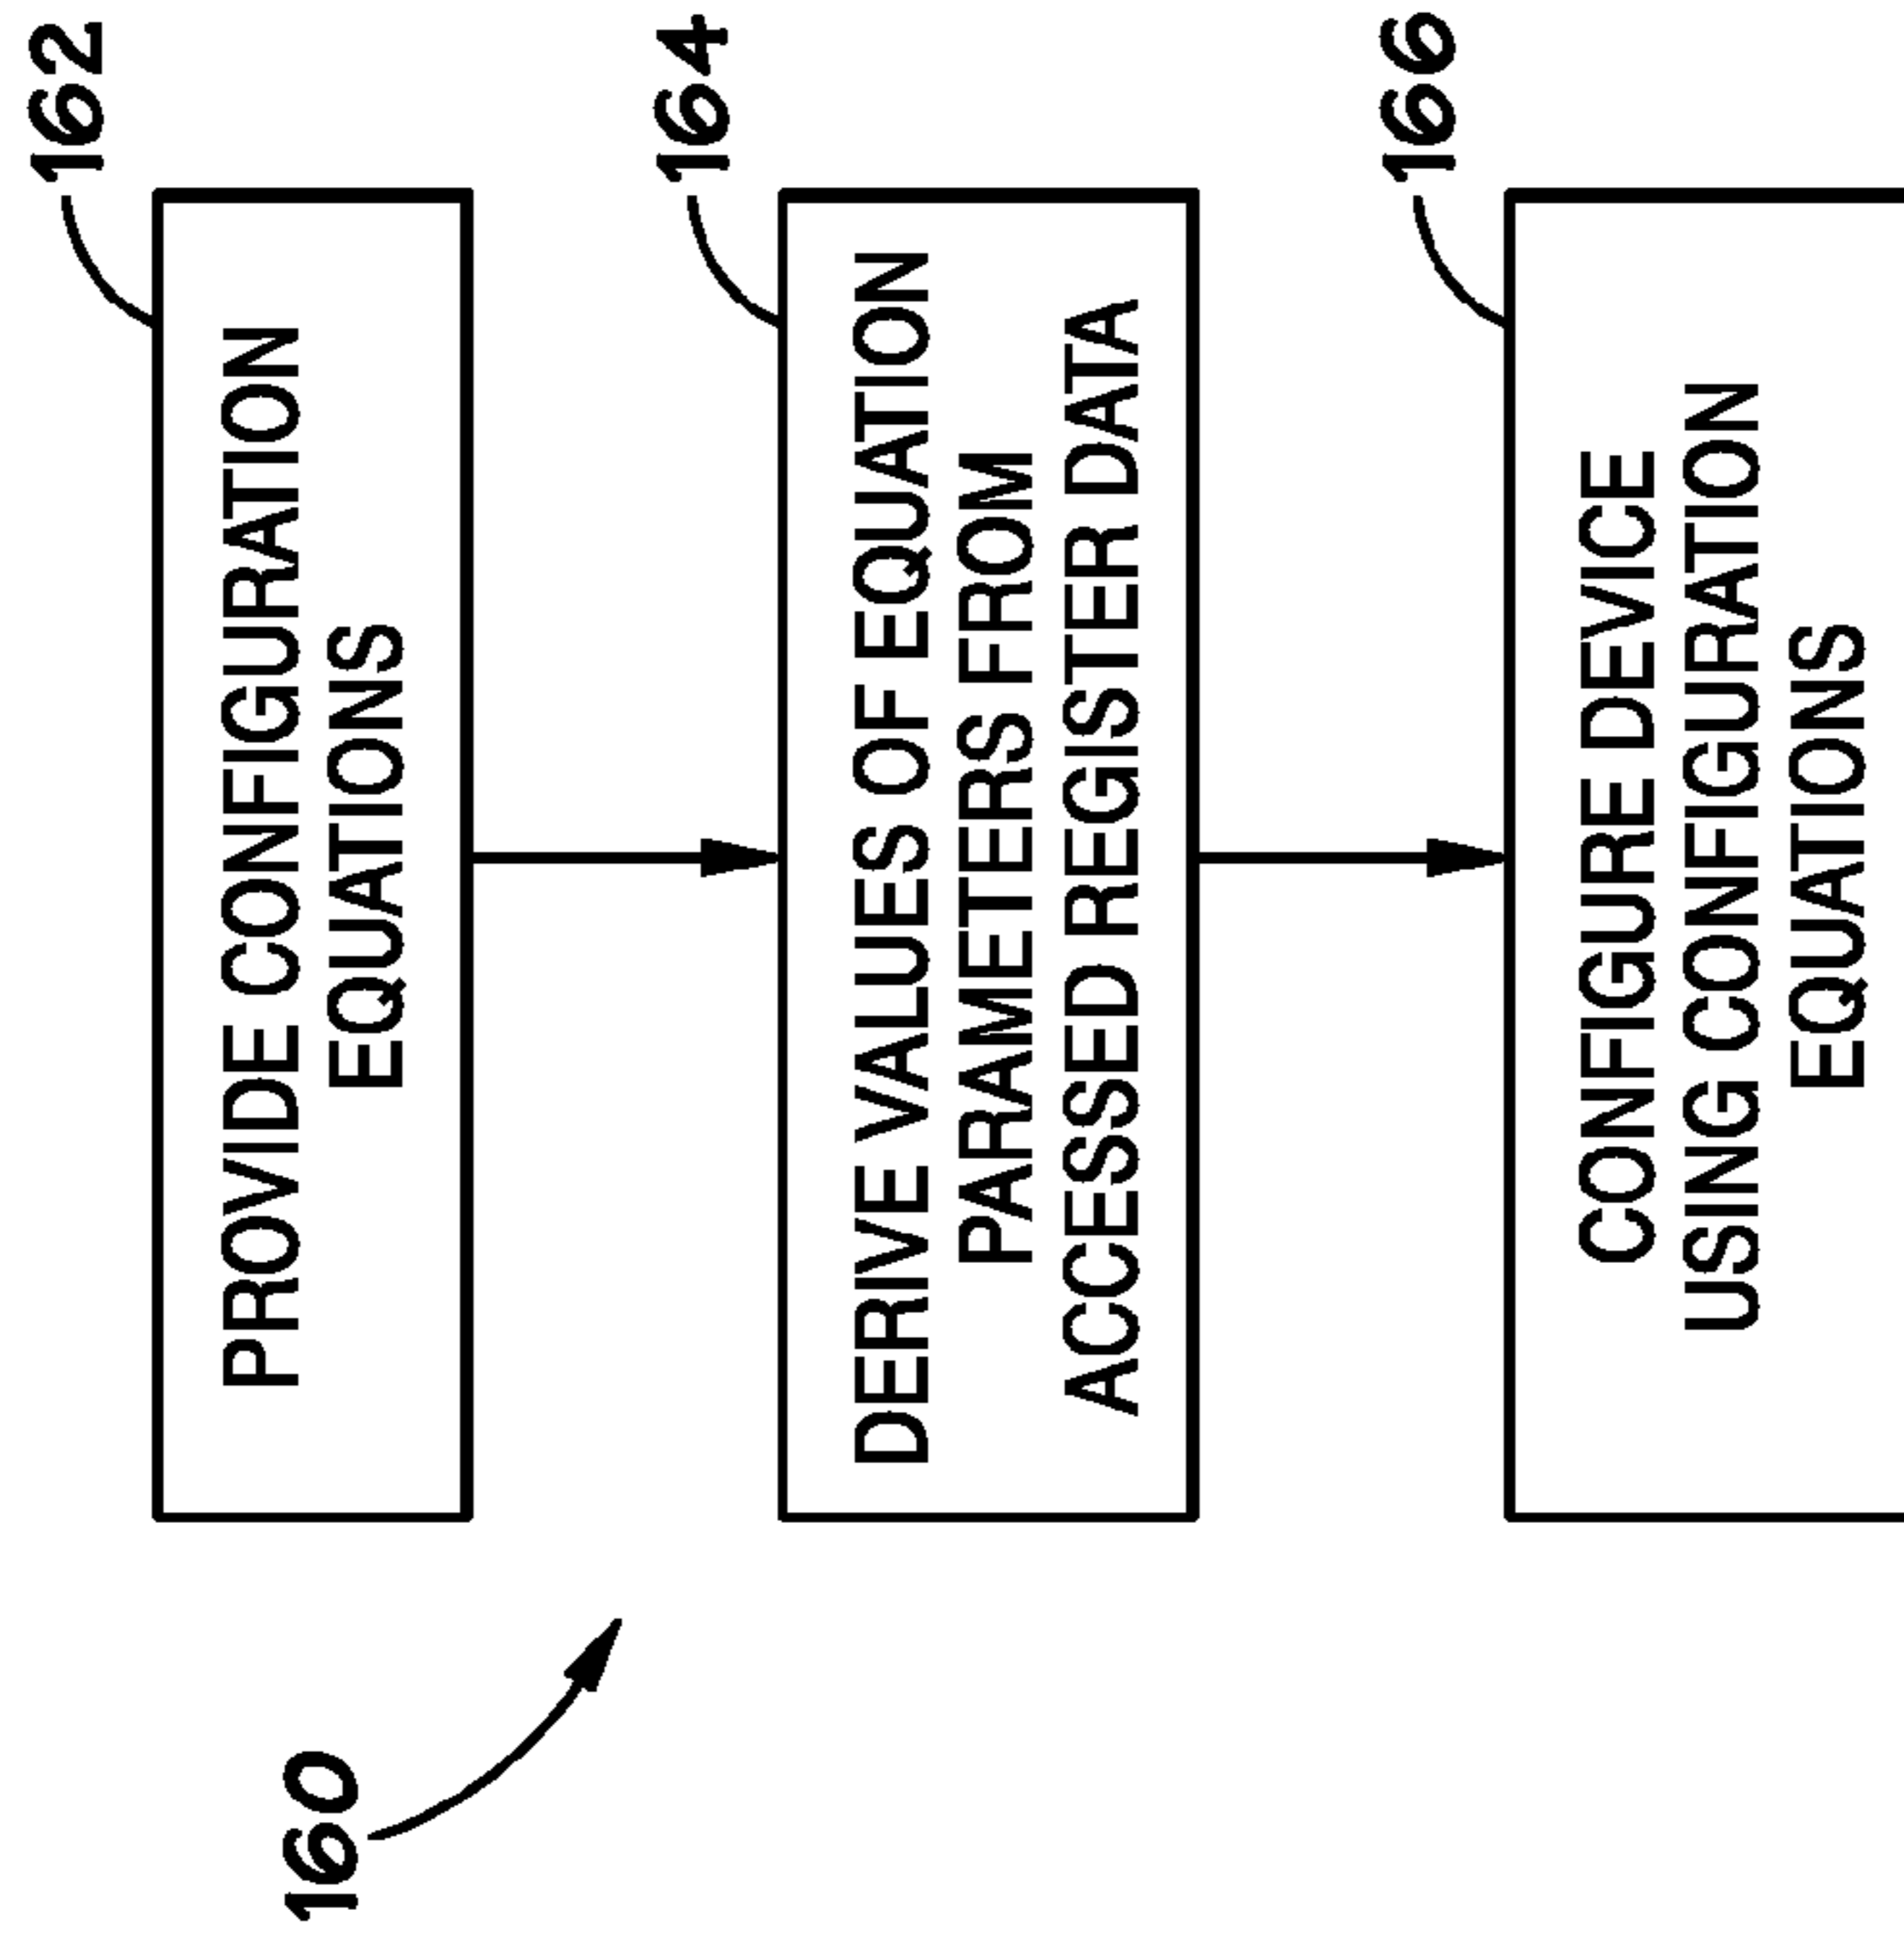 160
162
PROVIDE CONFIGURATION
EQUATIONS
164
DERIVE VALUES OF EQUATION
PARAMETERS FROM
ACCESSED REGISTER DATA
166
CONFIGURE DEVICE
USING CONFIGURATION
EQUATIONS